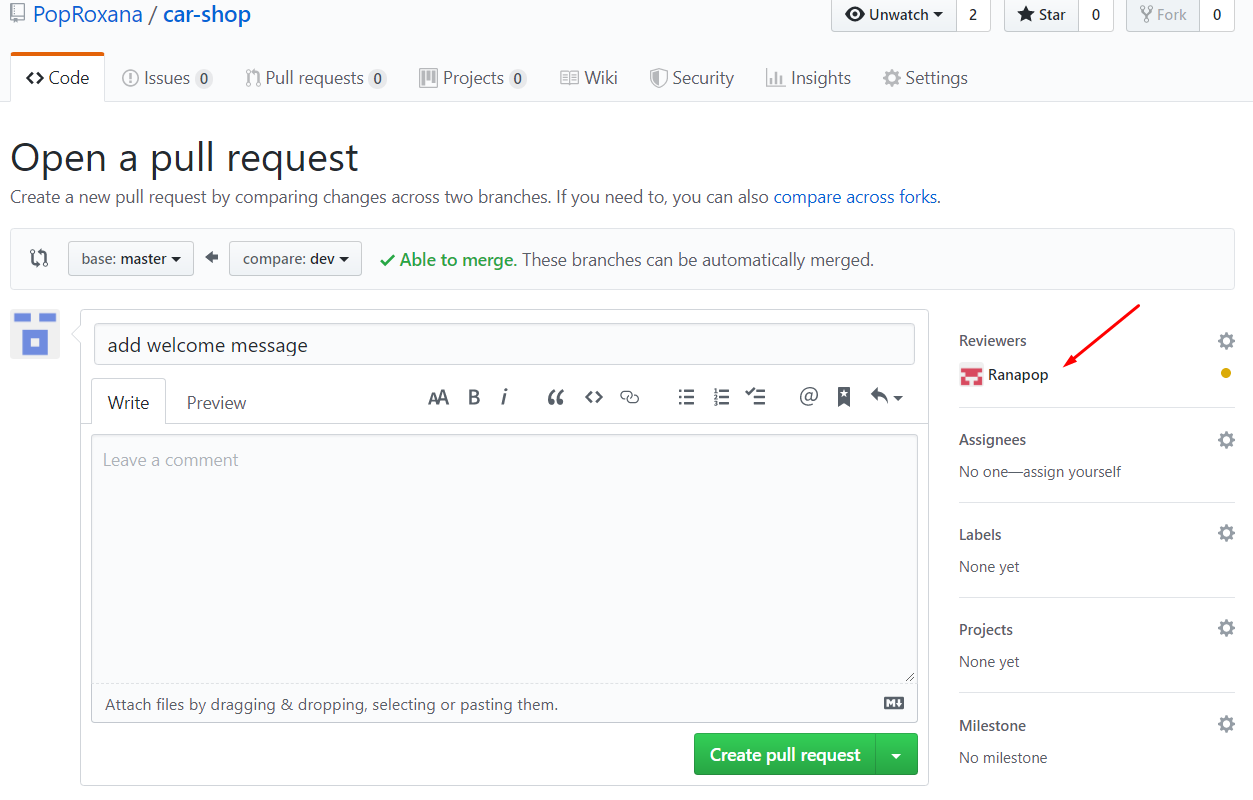 PopRoxana / car-shop
Unwatch 2 Star 0 Fork 0
Code Issues 0 Pull requests 0 Projects 0 Wiki Security Insights Settings
Open a pull request
Create a new pull request by comparing changes across two branches. If you need to, you can also compare across forks.
base: master compare: dev Able to merge. These branches can be automatically merged.
add welcome message
Write Preview AA B i @
Leave a comment
Attach files by dragging & dropping, selecting or pasting them. M
Create pull request
Reviewers
Ranapop
Assignees
No one—assign yourself
Labels
None yet
Projects
None yet
Milestone
No milestone